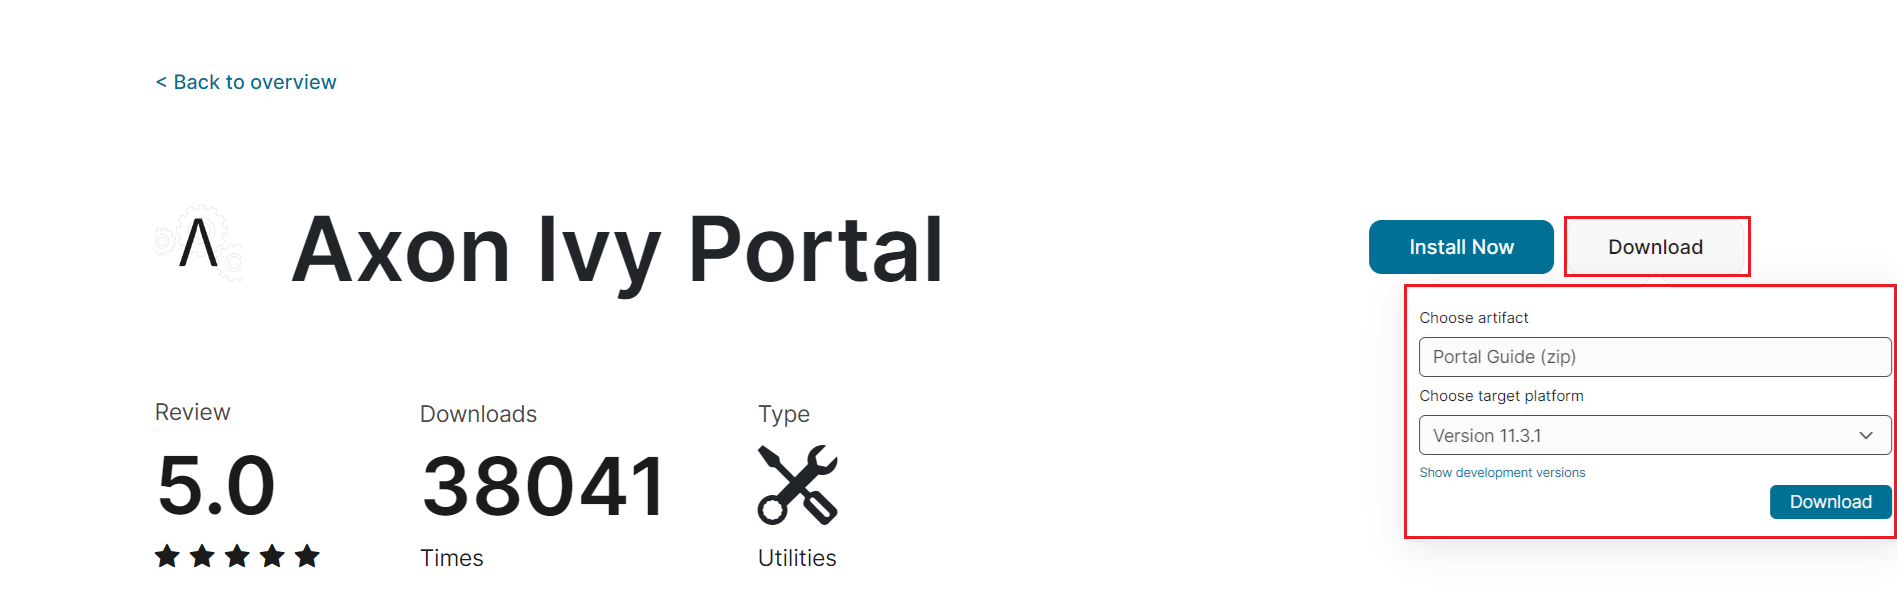 < Back to overview
Axon Ivy Portal
Install Now
Download
Choose artifact
Portal Guide (zip)
Choose target platform
Version 11.3.1
Show development versions
Download
Review
Downloads
Type
5.0
38041
Times
Utilities